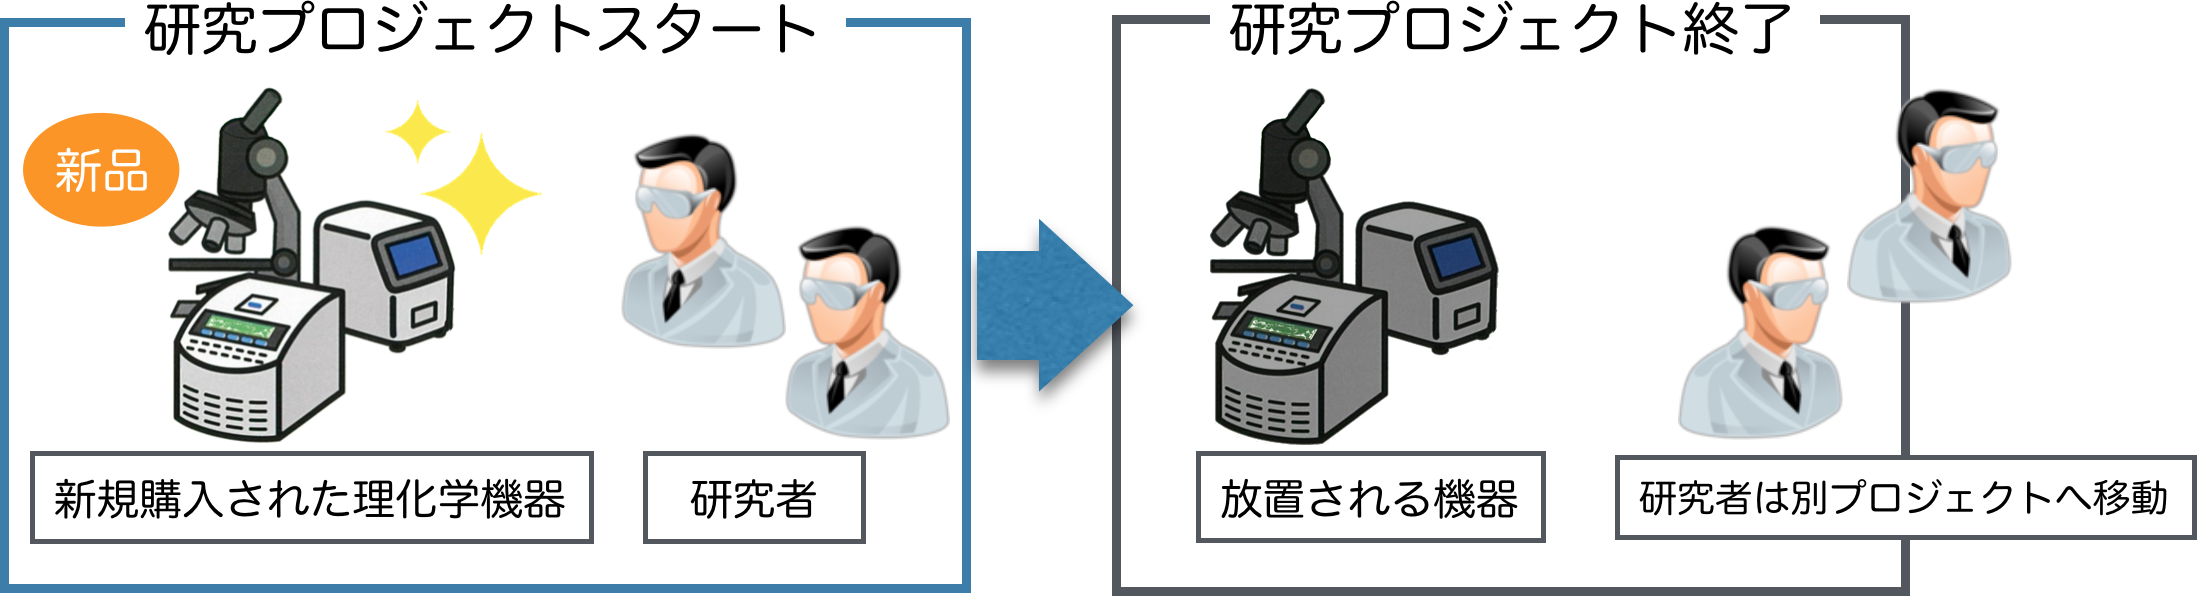 研究プロジェクトスタート
新品
新規購入された理化学機器
研究者
研究プロジェクト終了
放置される機器
研究者は別プロジェクトへ移動